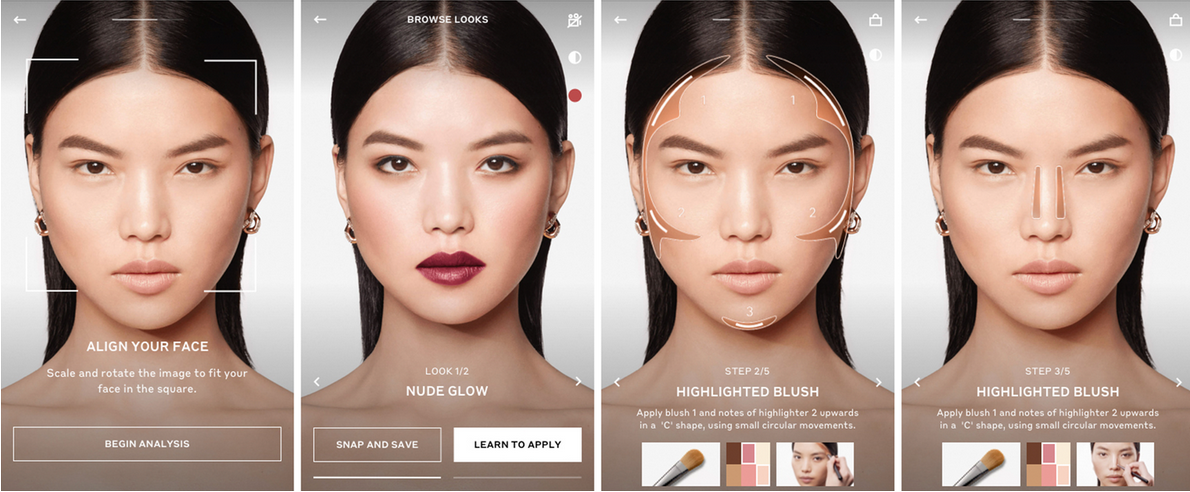 ALIGN YOUR FACE
Scale and rotate the image to fit your
face in the square.
BEGIN ANALYSIS
BROWSE LOOKS
LOOK 1/2
NUDE GLOW
SNAP AND SAVE
LEARN TO APPLY
1
1
2
2
3
STEP 2/5
HIGHLIGHTED BLUSH
Apply blush 1 and notes of highlighter 2 upwards
in a 'C' shape, using small circular movements.
STEP 3/5
HIGHLIGHTED BLUSH
Apply blush 1 and notes of highlighter 2 upwards
in a 'C' shape, using small circular movements.